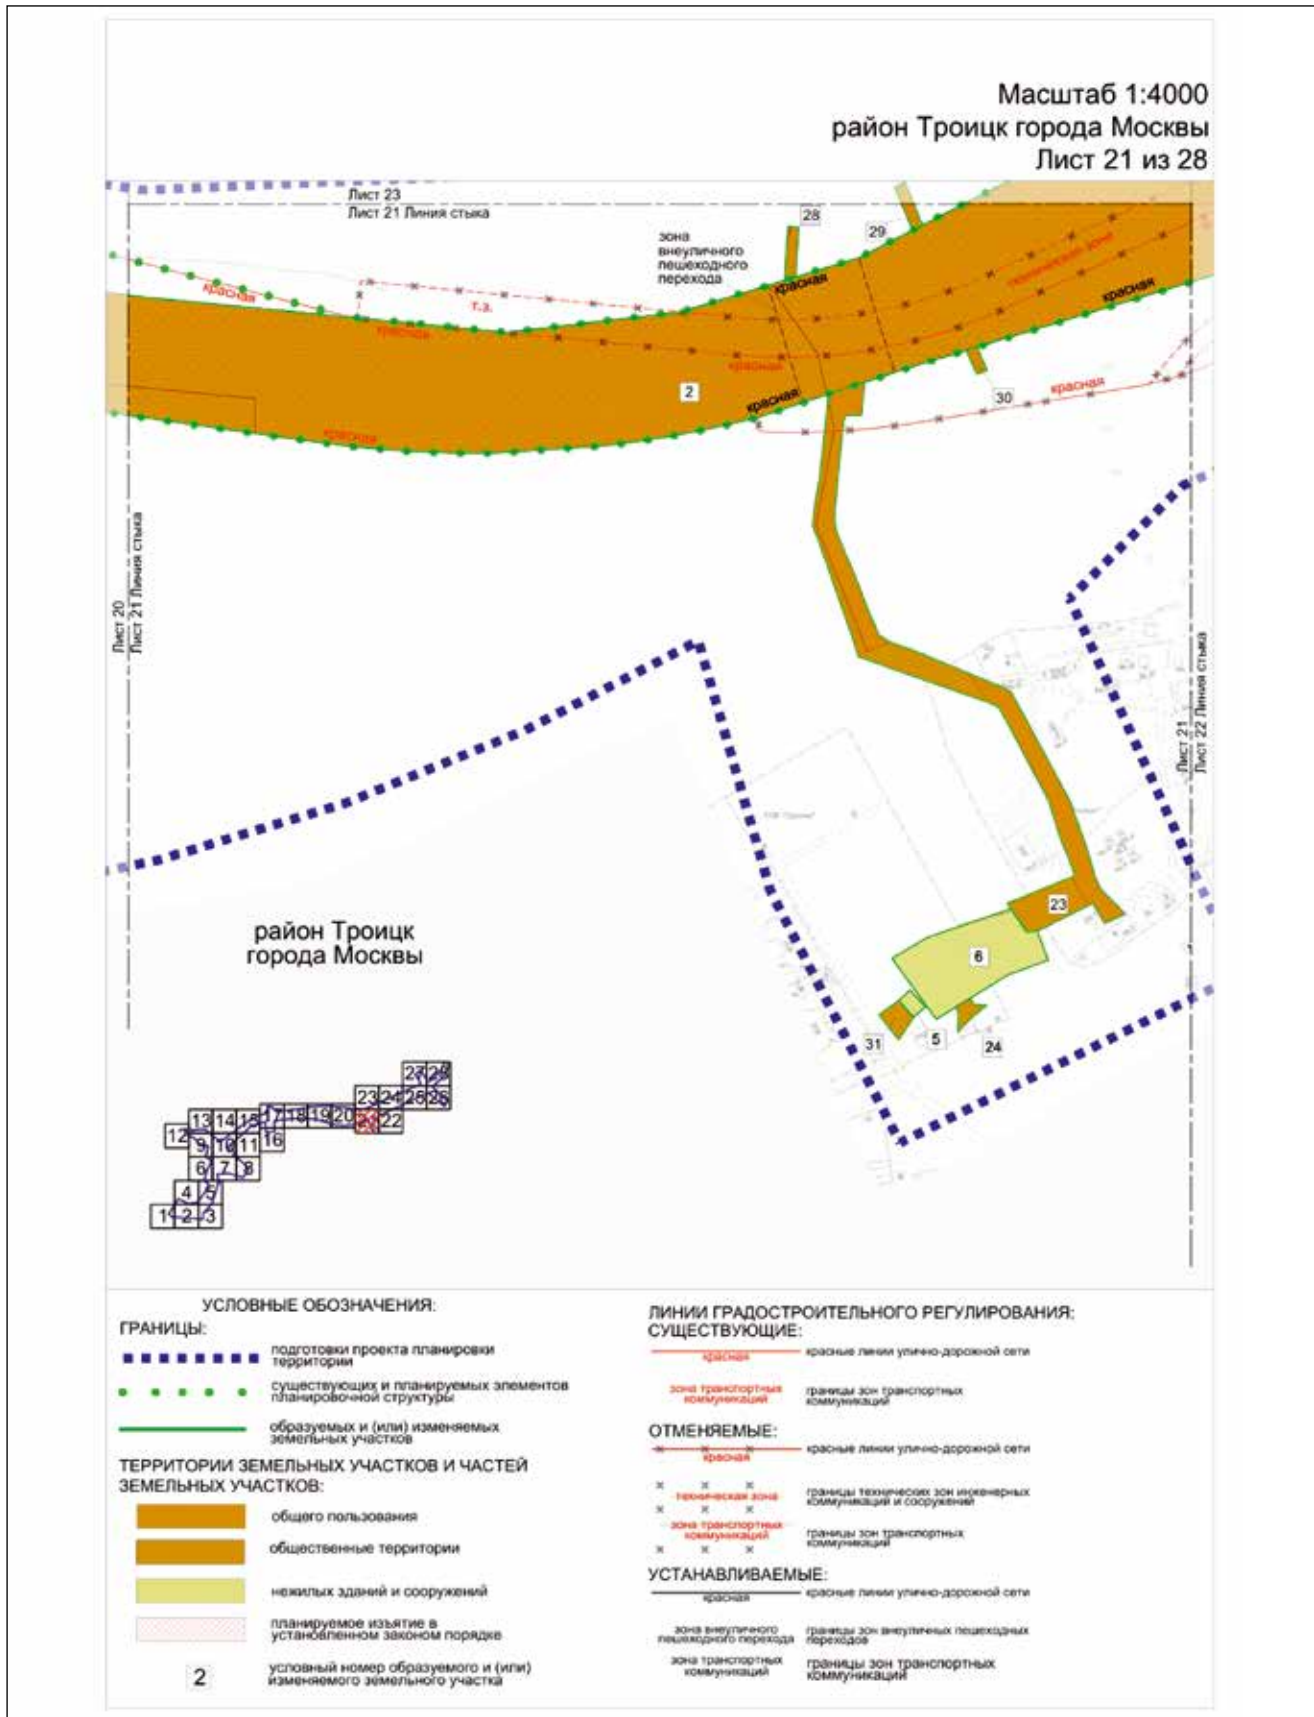 Масштаб 1:4000
район Троицк города Москвы
Лист 21 из 28
Лист 23
Лист 21 Линия стыка
28
29
зона
внеуличного
пешеходного
перехода
красная
техническая зона
красная
красная
т.з.
красная
красная
красная
2
красная
30
красная
Лист 20
Лист 21 Линия стыка
Лист 21
Лист 22 Линия стыка
23
6
31
5
24
район Троицк
города Москвы
27
23 24 25 26
13 14 15 17 18 19 20 22
12
9 10 11 16
6 7 8
4 5
1 2 3
УСЛОВНЫЕ ОБОЗНАЧЕНИЯ:
ГРАНИЦЫ:
подготовки проекта планировки
территории
существующих и планируемых элементов
планировочной структуры
образуемых и (или) изменяемых
земельных участков
ТЕРРИТОРИИ ЗЕМЕЛЬНЫХ УЧАСТКОВ И ЧАСТЕЙ
ЗЕМЕЛЬНЫХ УЧАСТКОВ:
общего пользования
общественные территории
нежилых зданий и сооружений
планируемое изъятие в
установленном законом порядке
2
условный номер образуемого и (или)
изменяемого земельного участка
ЛИНИИ ГРАДОСТРОИТЕЛЬНОГО РЕГУЛИРОВАНИЯ:
СУЩЕСТВУЮЩИЕ:
красная
красные линии улично-дорожной сети
зона транспортных
коммуникаций
границы зон транспортных
коммуникаций
ОТМЕНЯЕМЫЕ:
красная
красные линии улично-дорожной сети
техническая зона
границы технических зон инженерных
коммуникаций и сооружений
зона транспортных
коммуникаций
границы зон транспортных
коммуникаций
УСТАНАВЛИВАЕМЫЕ:
красная
красные линии улично-дорожной сети
зона внеуличного
пешеходного перехода
границы зон внеуличных пешеходных
переходов
зона транспортных
коммуникаций
границы зон транспортных
коммуникаций